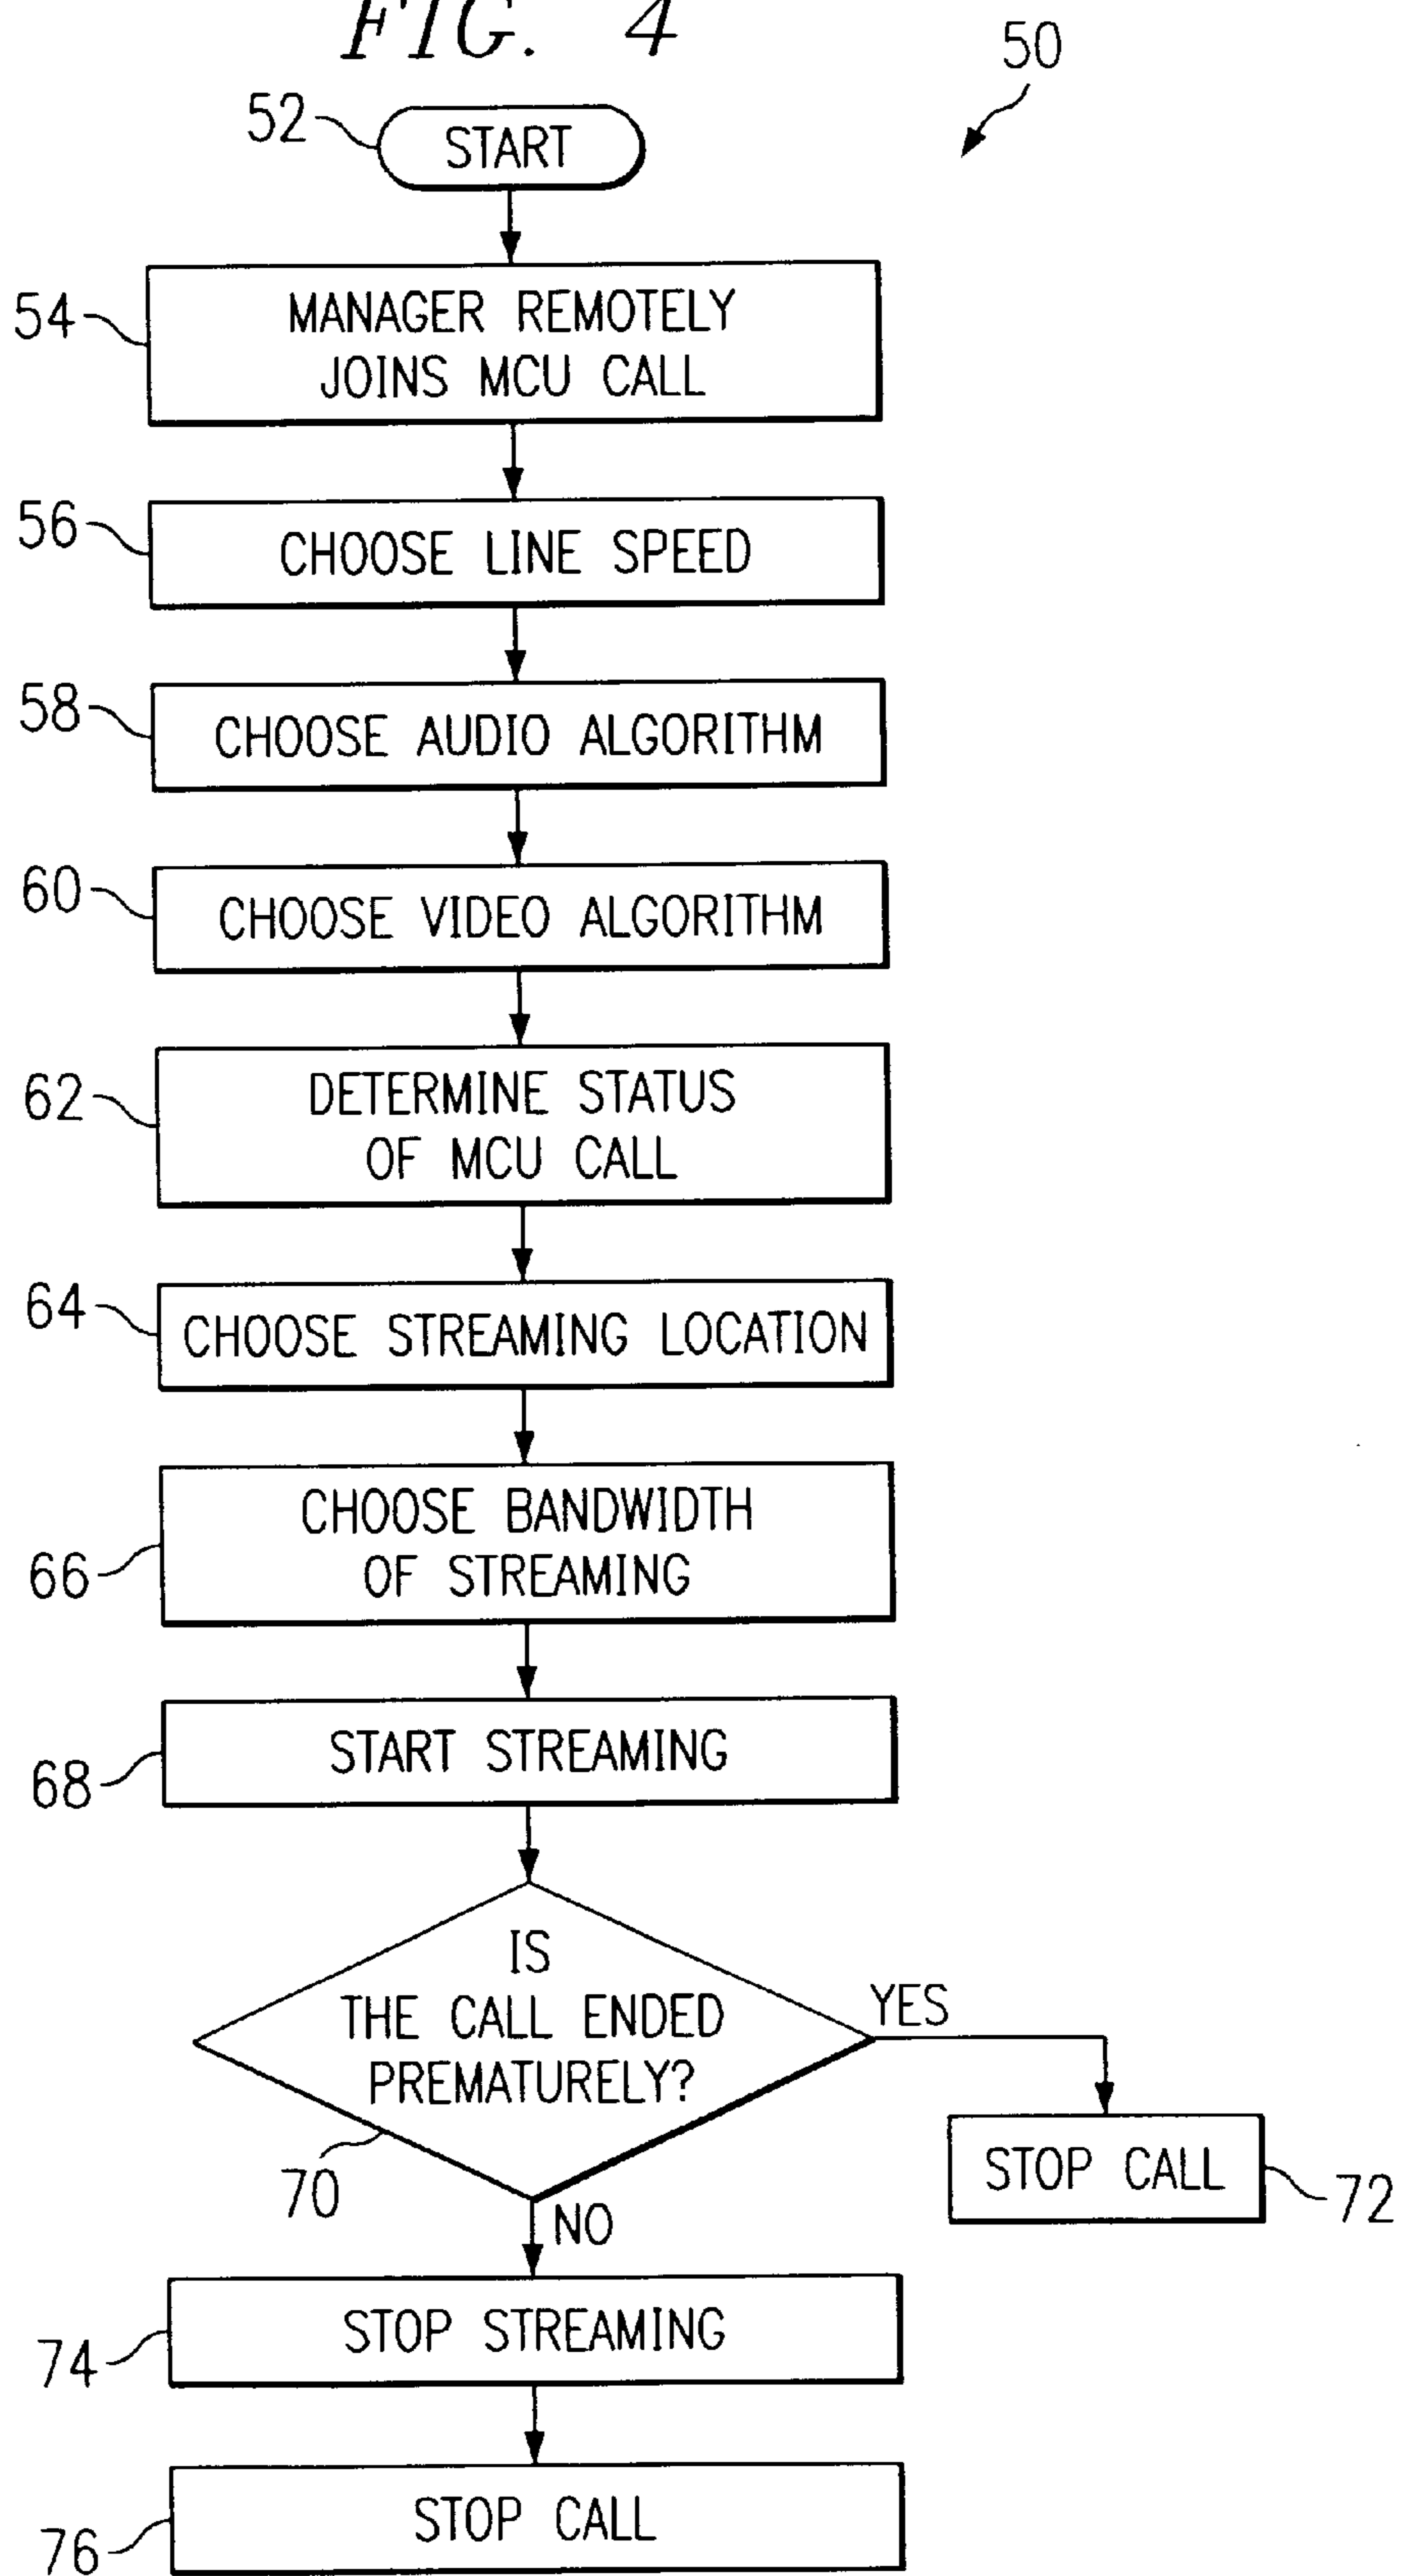 FIG. 4
50
52
START
54
MANAGER REMOTELY
JOINS MCU CALL
56
CHOOSE LINE SPEED
58
CHOOSE AUDIO ALGORITHM
60
CHOOSE VIDEO ALGORITHM
62
DETERMINE STATUS
OF MCU CALL
64
CHOOSE STREAMING LOCATION
66
CHOOSE BANDWIDTH
OF STREAMING
68
START STREAMING
IS
THE CALL ENDED
PREMATURELY?
YES
70
NO
STOP CALL
72
74
STOP STREAMING
76
STOP CALL